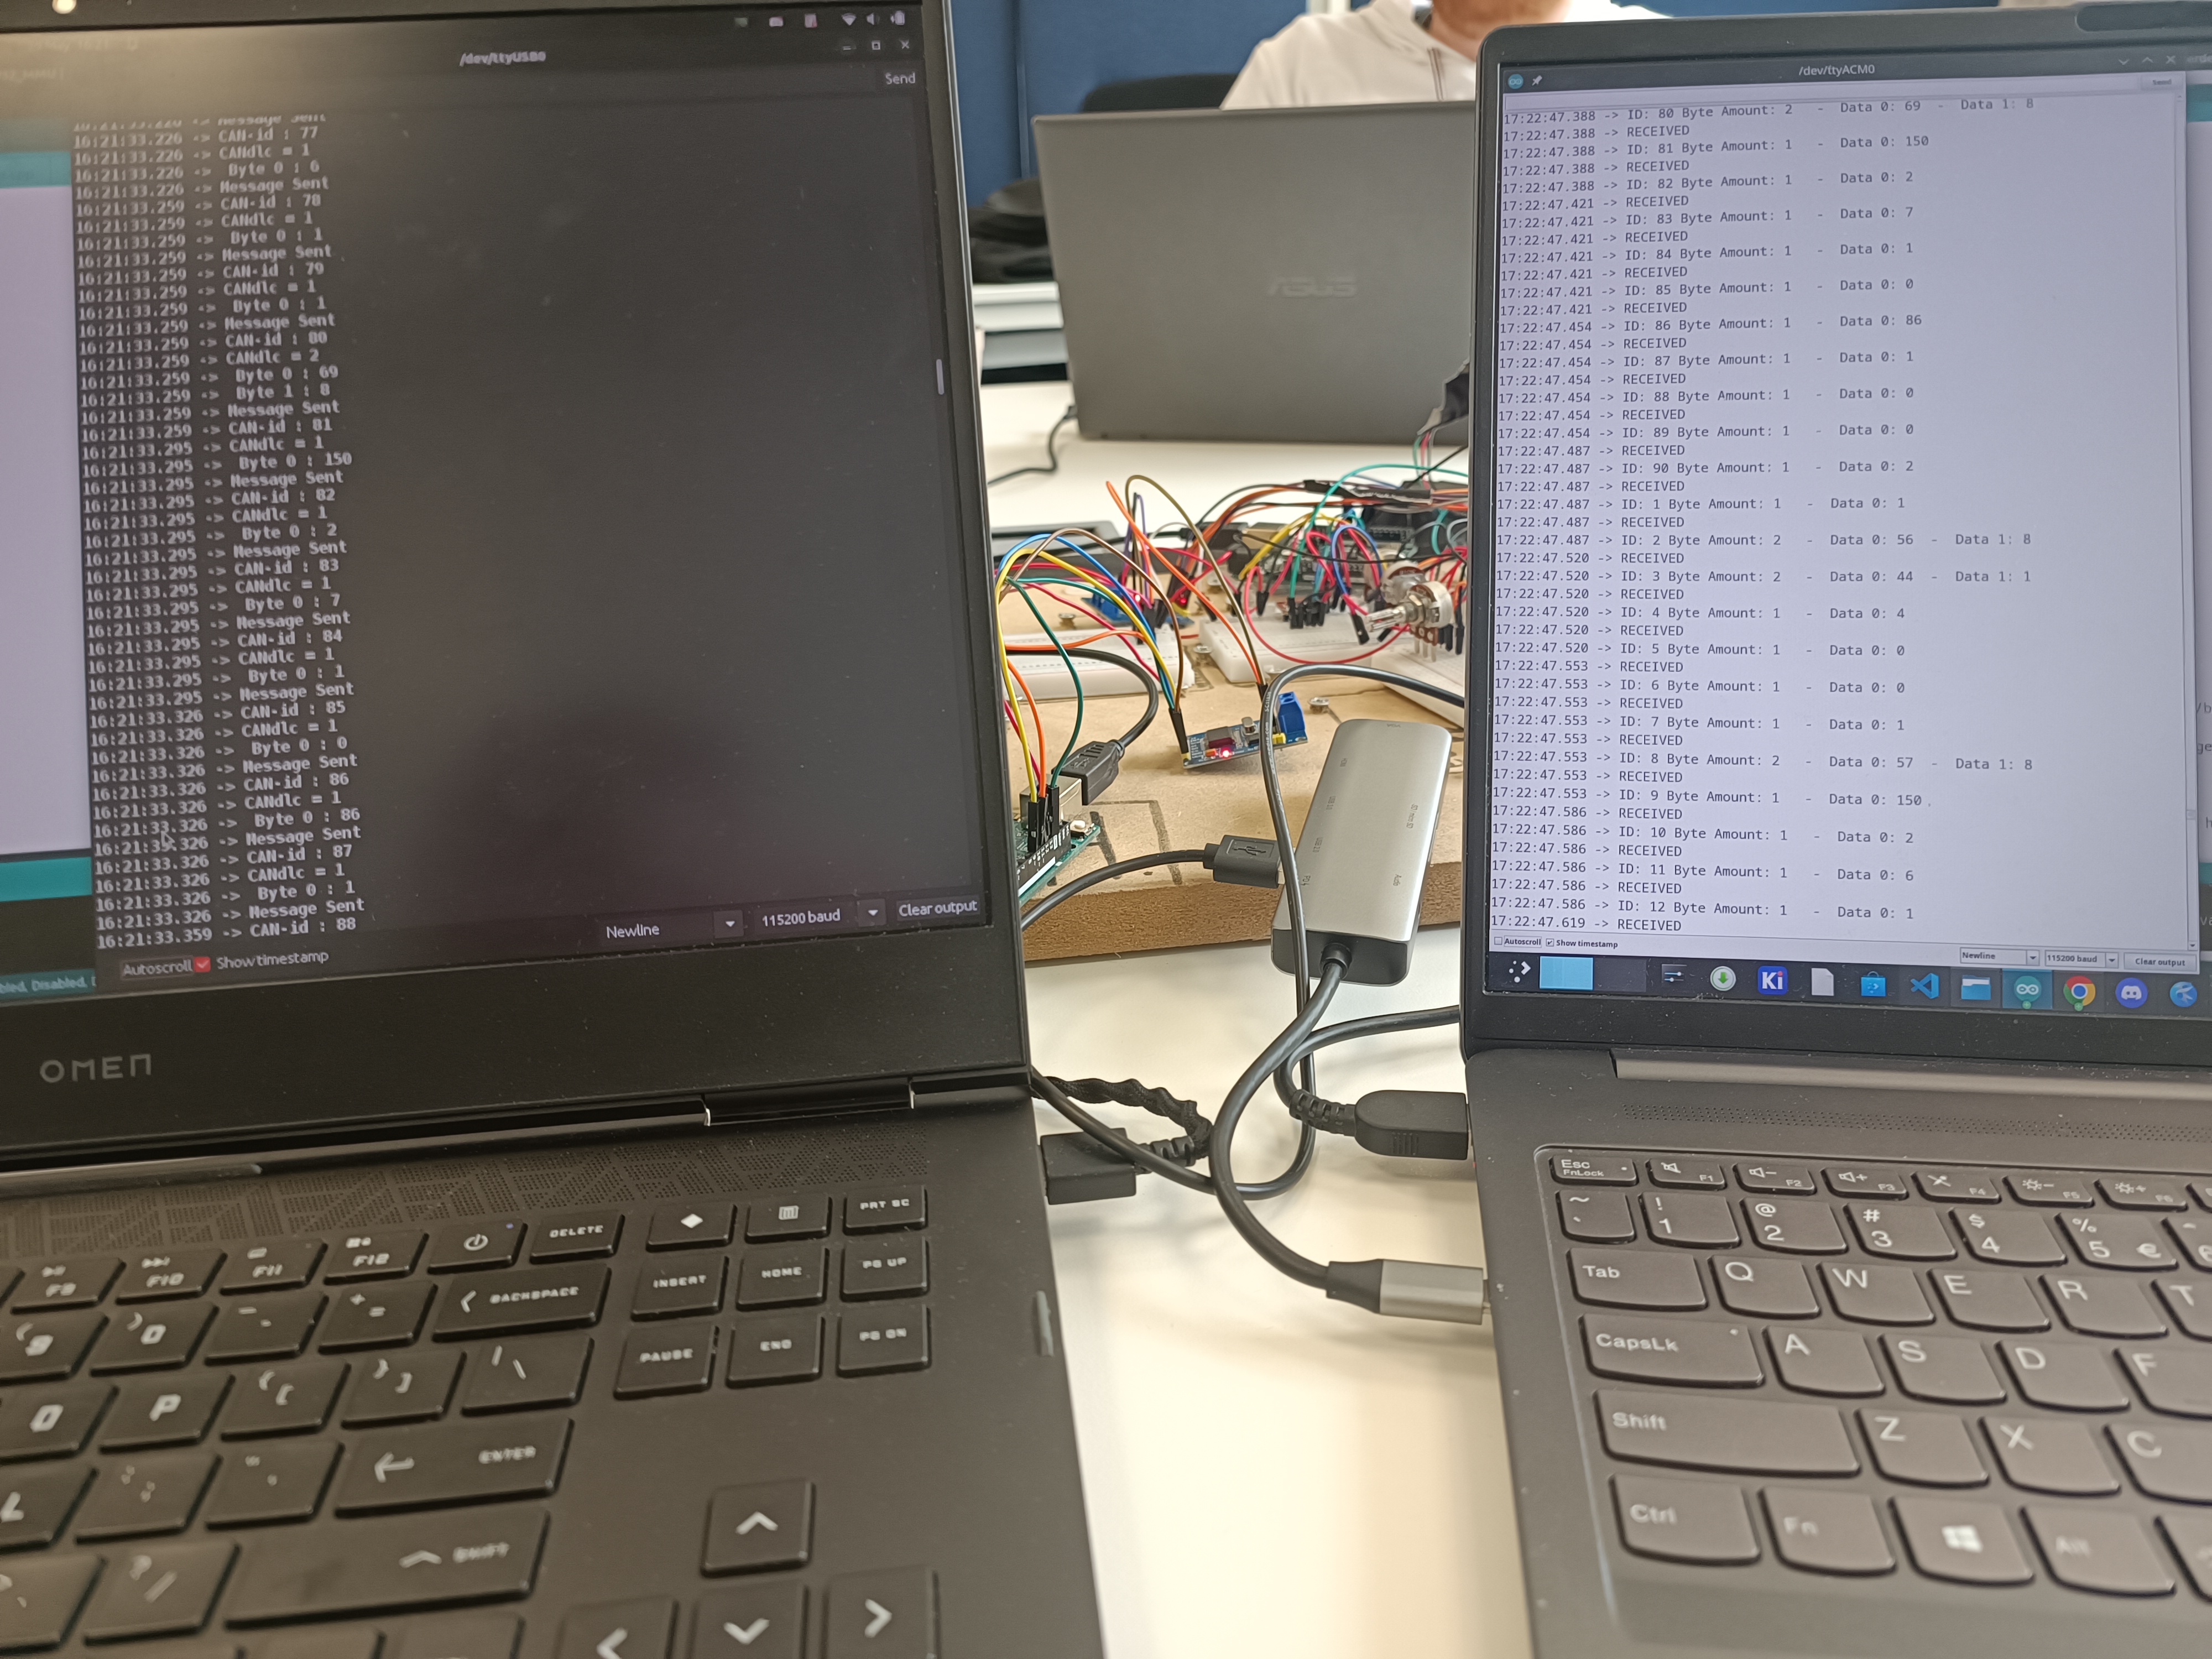 /dev/ttyUSB0
Send
16:21:33.226 -> Message Sent
16:21:33.226 -> CAN-id : 77
16:21:33.226 -> CANdlc = 1
16:21:33.226 -> Byte 0 : 6
16:21:33.226 -> Message Sent
16:21:33.259 -> CAN-id : 78
16:21:33.259 -> CANdlc = 1
16:21:33.259 -> Byte 0 : 1
16:21:33.259 -> Message Sent
16:21:33.259 -> CAN-id : 79
16:21:33.259 -> CANdlc = 1
16:21:33.259 -> Byte 0 : 1
16:21:33.259 -> Message Sent
16:21:33.259 -> CAN-id : 80
16:21:33.259 -> CANdlc = 2
16:21:33.259 -> Byte 0 : 69
16:21:33.259 -> Byte 1 : 8
16:21:33.259 -> Message Sent
16:21:33.259 -> CAN-id : 81
16:21:33.295 -> CANdlc = 1
16:21:33.295 -> Byte 0 : 150
16:21:33.295 -> Message Sent
16:21:33.295 -> CAN-id : 82
16:21:33.295 -> CANdlc = 1
16:21:33.295 -> Byte 0 : 2
16:21:33.295 -> Message Sent
16:21:33.295 -> CAN-id : 83
16:21:33.295 -> CANdlc = 1
16:21:33.295 -> Byte 0 : 7
16:21:33.295 -> Message Sent
16:21:33.295 -> CAN-id : 84
16:21:33.295 -> CANdlc = 1
16:21:33.295 -> Byte 0 : 1
16:21:33.295 -> Message Sent
16:21:33.326 -> CAN-id : 85
16:21:33.326 -> CANdlc = 1
16:21:33.326 -> Byte 0 : 0
16:21:33.326 -> Message Sent
16:21:33.326 -> CAN-id : 86
16:21:33.326 -> CANdlc = 1
16:21:33.326 -> Byte 0 : 86
16:21:33.326 -> Message Sent
16:21:33.326 -> CAN-id : 87
16:21:33.326 -> CANdlc = 1
16:21:33.326 -> Byte 0 : 1
16:21:33.326 -> Message Sent
16:21:33.359 -> CAN-id : 88
Autoscroll Show timestamp Newline 115200 baud Clear output
bled, Disabled,
OMEN
ASUS
/dev/ttyACM0
Send
17:22:47.388 -> ID: 80 Byte Amount: 2 - Data 0: 69 - Data 1: 8
17:22:47.388 -> RECEIVED
17:22:47.388 -> ID: 81 Byte Amount: 1 - Data 0: 150
17:22:47.388 -> RECEIVED
17:22:47.388 -> ID: 82 Byte Amount: 1 - Data 0: 2
17:22:47.421 -> RECEIVED
17:22:47.421 -> ID: 83 Byte Amount: 1 - Data 0: 7
17:22:47.421 -> RECEIVED
17:22:47.421 -> ID: 84 Byte Amount: 1 - Data 0: 1
17:22:47.421 -> RECEIVED
17:22:47.421 -> ID: 85 Byte Amount: 1 - Data 0: 0
17:22:47.421 -> RECEIVED
17:22:47.454 -> ID: 86 Byte Amount: 1 - Data 0: 86
17:22:47.454 -> RECEIVED
17:22:47.454 -> ID: 87 Byte Amount: 1 - Data 0: 1
17:22:47.454 -> RECEIVED
17:22:47.454 -> ID: 88 Byte Amount: 1 - Data 0: 0
17:22:47.454 -> RECEIVED
17:22:47.454 -> ID: 89 Byte Amount: 1 - Data 0: 0
17:22:47.487 -> RECEIVED
17:22:47.487 -> ID: 90 Byte Amount: 1 - Data 0: 2
17:22:47.487 -> RECEIVED
17:22:47.487 -> ID: 1 Byte Amount: 1 - Data 0: 1
17:22:47.487 -> RECEIVED
17:22:47.487 -> ID: 2 Byte Amount: 2 - Data 0: 56 - Data 1: 8
17:22:47.520 -> RECEIVED
17:22:47.520 -> ID: 3 Byte Amount: 2 - Data 0: 44 - Data 1: 1
17:22:47.520 -> RECEIVED
17:22:47.520 -> ID: 4 Byte Amount: 1 - Data 0: 4
17:22:47.520 -> RECEIVED
17:22:47.520 -> ID: 5 Byte Amount: 1 - Data 0: 0
17:22:47.553 -> RECEIVED
17:22:47.553 -> ID: 6 Byte Amount: 1 - Data 0: 0
17:22:47.553 -> RECEIVED
17:22:47.553 -> ID: 7 Byte Amount: 1 - Data 0: 1
17:22:47.553 -> RECEIVED
17:22:47.553 -> ID: 8 Byte Amount: 2 - Data 0: 57 - Data 1: 8
17:22:47.553 -> RECEIVED
17:22:47.553 -> ID: 9 Byte Amount: 1 - Data 0: 150
17:22:47.586 -> RECEIVED
17:22:47.586 -> ID: 10 Byte Amount: 1 - Data 0: 2
17:22:47.586 -> RECEIVED
17:22:47.586 -> ID: 11 Byte Amount: 1 - Data 0: 6
17:22:47.586 -> RECEIVED
17:22:47.586 -> ID: 12 Byte Amount: 1 - Data 0: 1
17:22:47.619 -> RECEIVED
Autoscroll Show timestamp Newline 115200 baud Clear output
Ki
F9 F10 F11 F12 DELETE PRT SC
BACKSPACE INSERT HOME PG UP
PAUSE END PG DN
P
ENTER
SHIFT
Esc FnLock F1 F2 F3 F4 F5 F6
~ ! 1 @ 2 # 3 $ 4 % 5 €
Tab Q W E R T
CapsLk A S D F
Shift Z X C
Ctrl Fn Alt